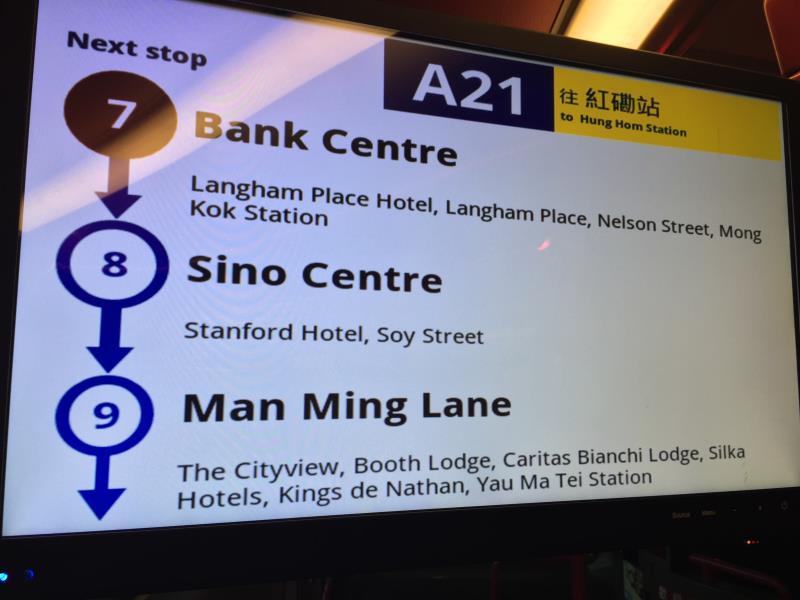 Next stop
A21
往 紅磡站
to Hung Hom Station
7
Bank Centre
Langham Place Hotel, Langham Place, Nelson Street, Mong
Kok Station
8
Sino Centre
Stanford Hotel, Soy Street
9
Man Ming Lane
The Cityview, Booth Lodge, Caritas Bianchi Lodge, Silka
Hotels, Kings de Nathan, Yau Ma Tei Station
Source Menu - +